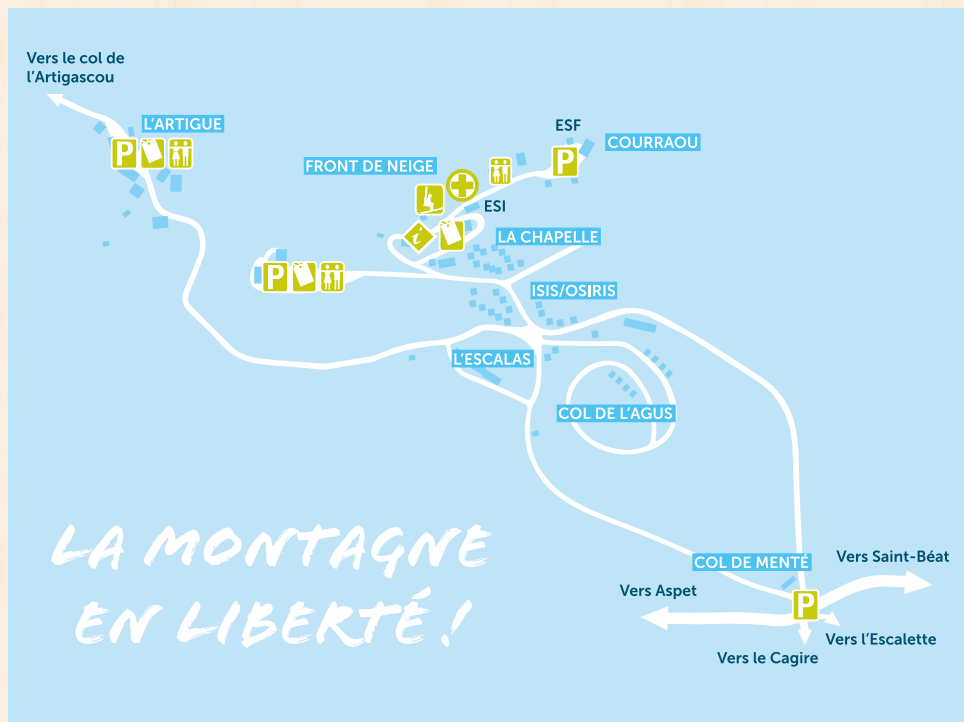 Vers le col de
l'Artigascou
L'ARTIGUE
P
ESF
COURRAOU
P
FRONT DE NEIGE
ESI
i
LA CHAPELLE
P
ISIS/OSIRIS
L'ESCALAS
COL DE L'AGUS
LA MONTAGNE
EN LIBERTÉ !
COL DE MENTÉ
Vers Saint-Béat
Vers Aspet
P
Vers l'Escalette
Vers le Cagire